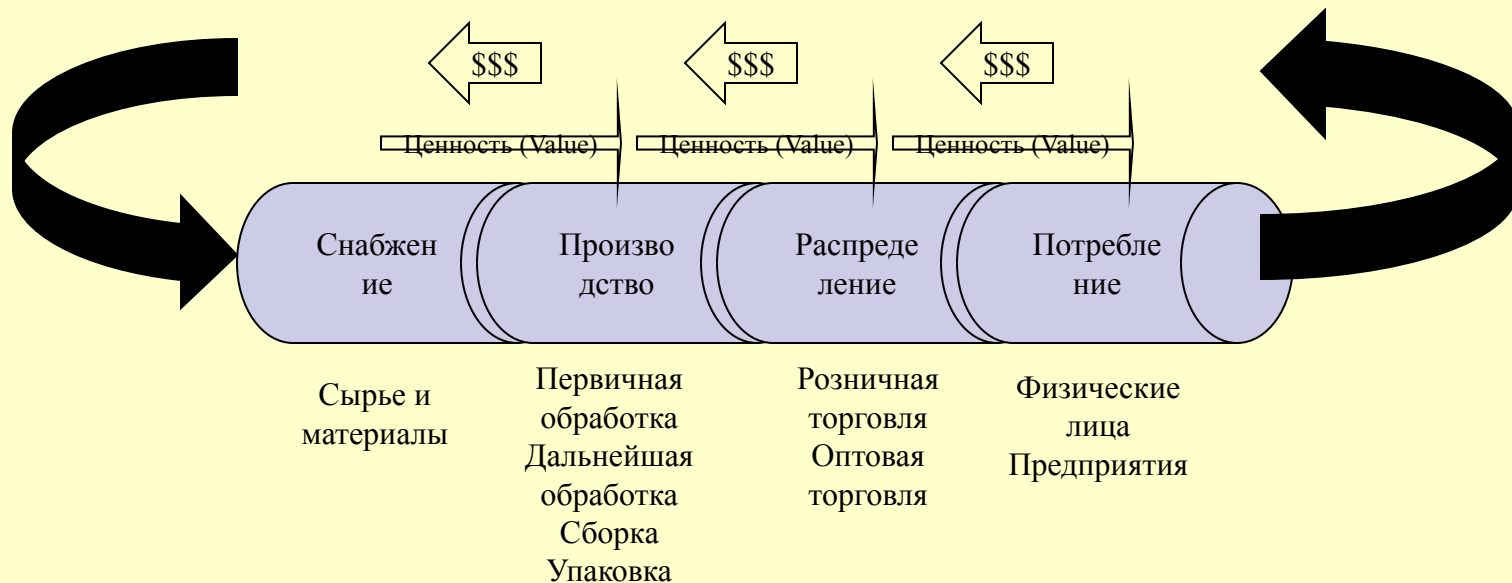 $$$
$$$
$$$
Ценность (Value)
Ценность (Value)
Ценность (Value)
Снабжен
ие
Произво
дство
Распреде
ление
Потребле
ние
Сырье и
материалы
Первичная
обработка
Дальнейшая
обработка
Сборка
Упаковка
Розничная
торговля
Оптовая
торговля
Физические
лица
Предприятия